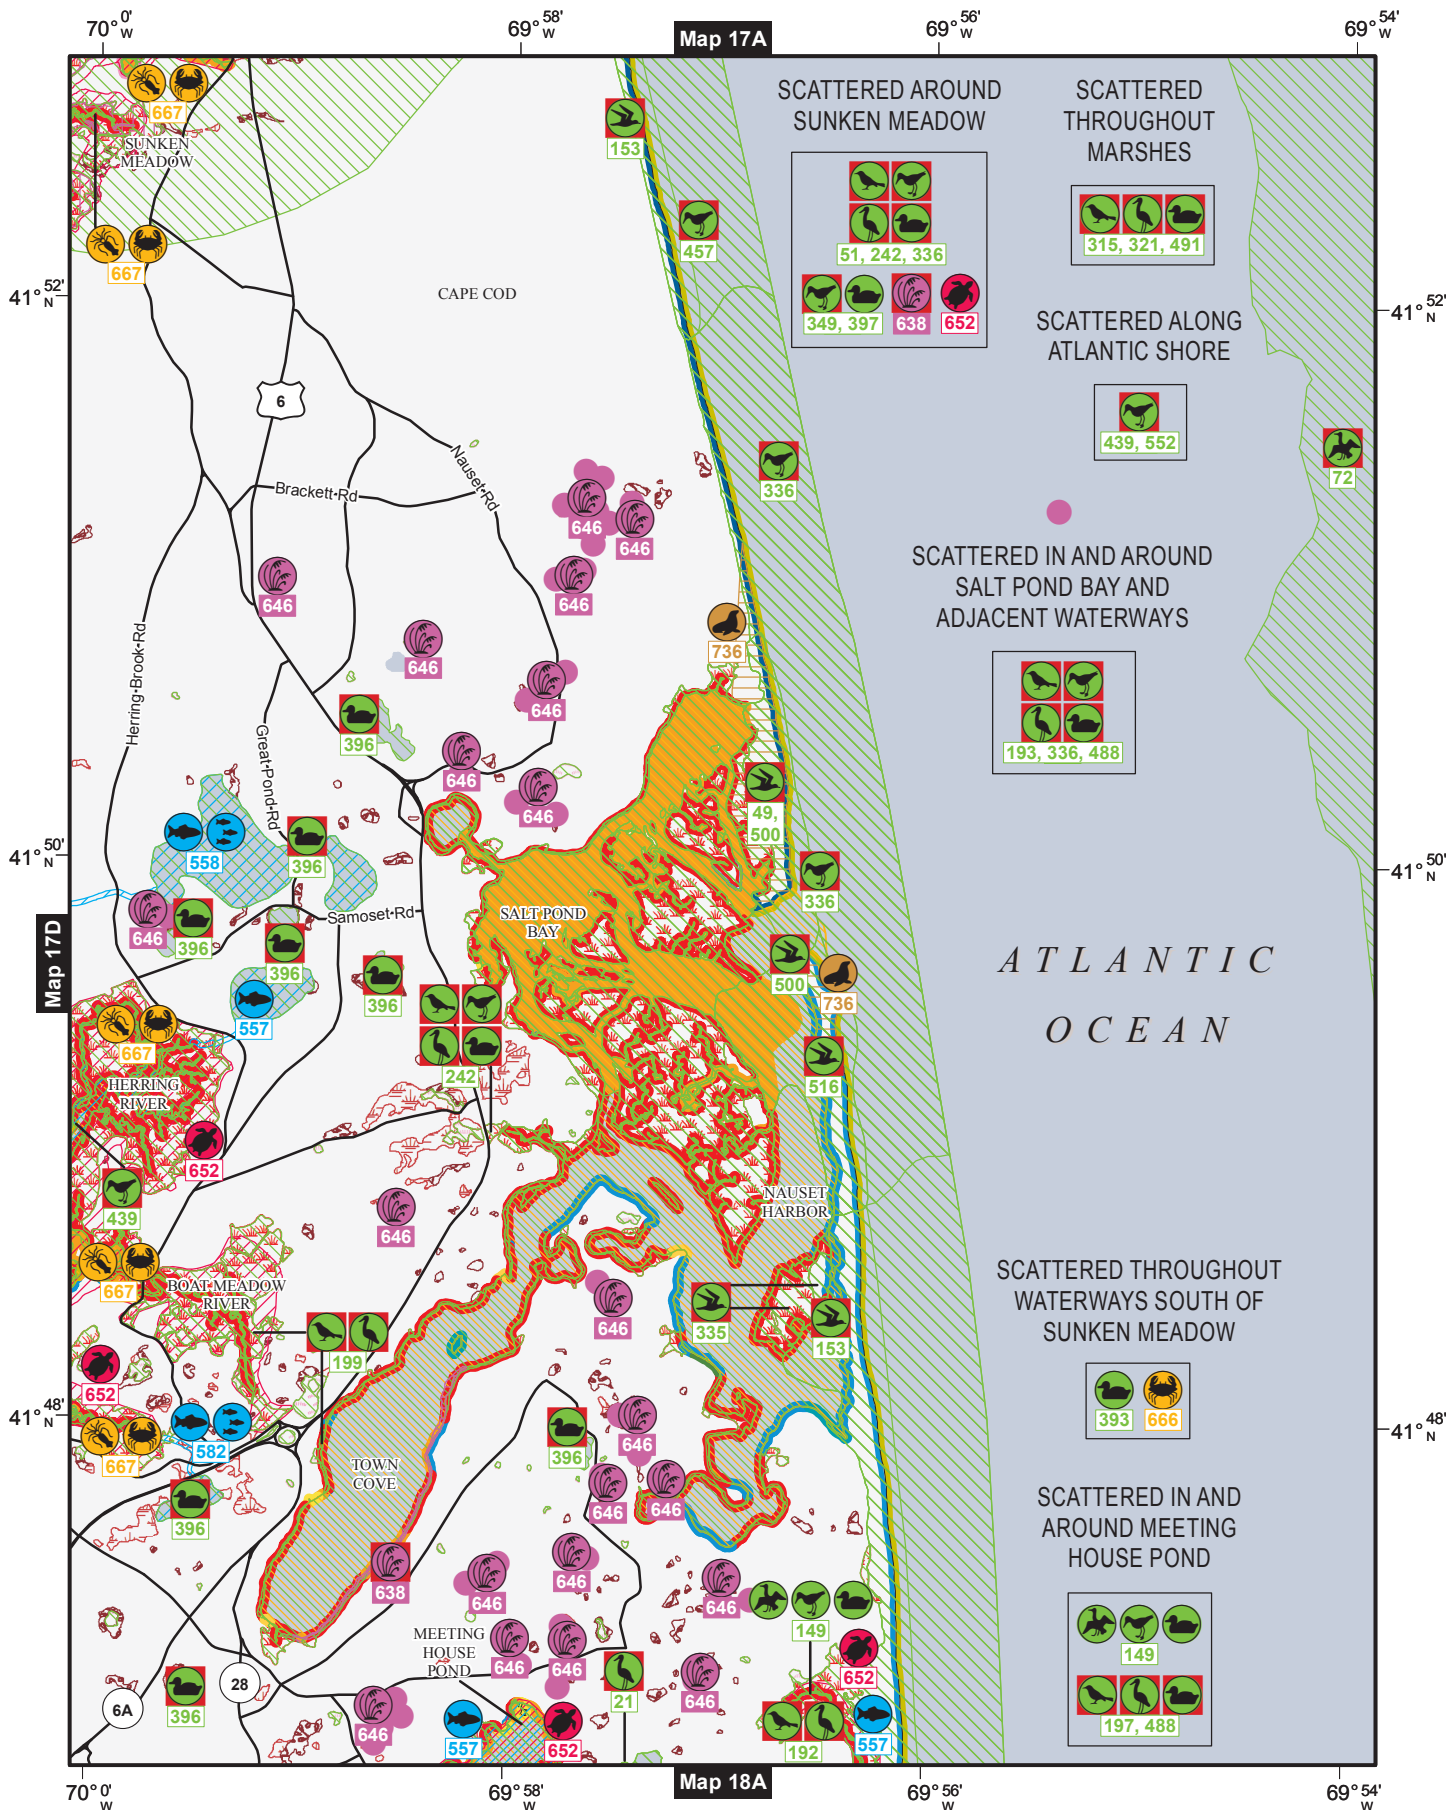 70° 0' W
69° 58' W
69° 56' W
69° 54' W
Map 17A
667
SUNKEN
MEADOW
667
153
457
SCATTERED AROUND
SUNKEN MEADOW
51, 242, 336
349, 397
638
652
SCATTERED
THROUGHOUT
MARSHES
315, 321, 491
41° 52' N
41° 52' N
CAPE COD
SCATTERED ALONG
ATLANTIC SHORE
439, 552
6
72
336
Brackett Rd
Nauset Rd
646
646
646
646
SCATTERED IN AND AROUND
SALT POND BAY AND
ADJACENT WATERWAYS
193, 336, 488
Herring Brook Rd
Great Pond Rd
646
736
646
396
646
646
49,
500
558
396
41° 50' N
41° 50' N
336
646
396
Samoset Rd
SALT POND
BAY
Map 17D
396
396
500
736
557
ATLANTIC
OCEAN
667
242
516
HERRING
RIVER
652
439
646
NAUSET
HARBOR
667
BOAT MEADOW
RIVER
646
335
153
199
SCATTERED THROUGHOUT
WATERWAYS SOUTH OF
SUNKEN MEADOW
393
666
652
41° 48' N
41° 48' N
667
582
396
646
TOWN
COVE
646
646
396
638
646
646
646
SCATTERED IN AND
AROUND MEETING
HOUSE POND
149
197, 488
149
MEETING
HOUSE
POND
646
646
652
6A
396
28
646
21
646
557
652
192
557
70° 0' W
69° 58' W
Map 18A
69° 56' W
69° 54' W